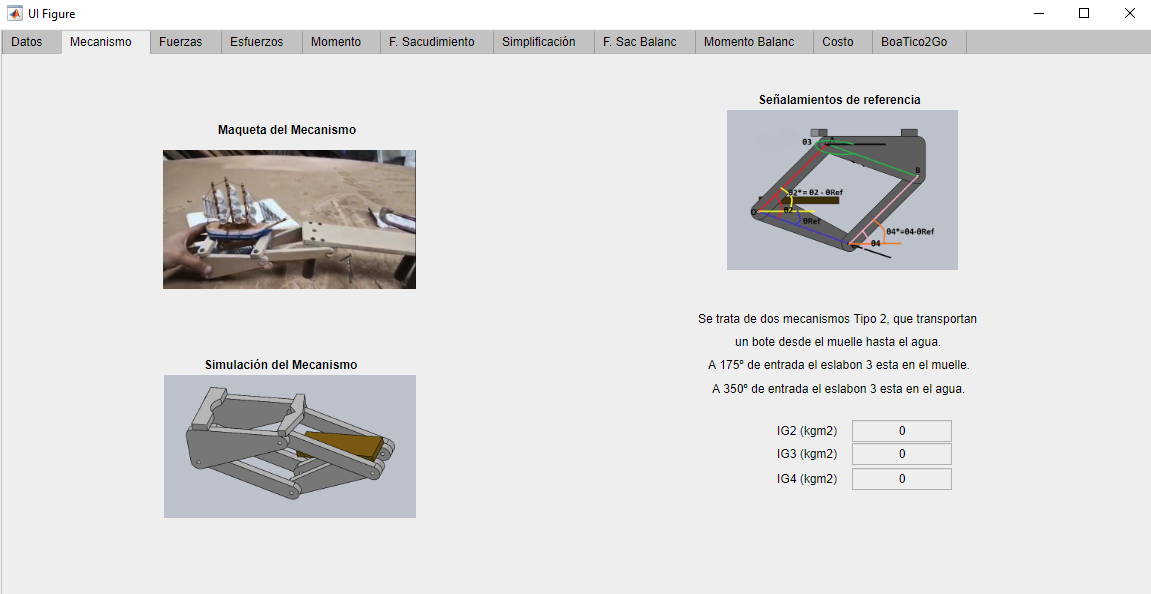 UI Figure
Datos
Mecanismo
Fuerzas
Esfuerzos
Momento
F. Sacudimiento
Simplificación
F. Sac Balanc
Momento Balanc
Costo
BoaTico2Go
Maqueta del Mecanismo
Simulación del Mecanismo
Señalamientos de referencia
θ3
A
B
θ2*= θ2 - θRef
O
θ2
θRef
θ4*=θ4-θRef
θ4
Se trata de dos mecanismos Tipo 2, que transportan
un bote desde el muelle hasta el agua.
A 175º de entrada el eslabon 3 esta en el muelle.
A 350º de entrada el eslabon 3 esta en el agua.
IG2 (kgm2) 0
IG3 (kgm2) 0
IG4 (kgm2) 0